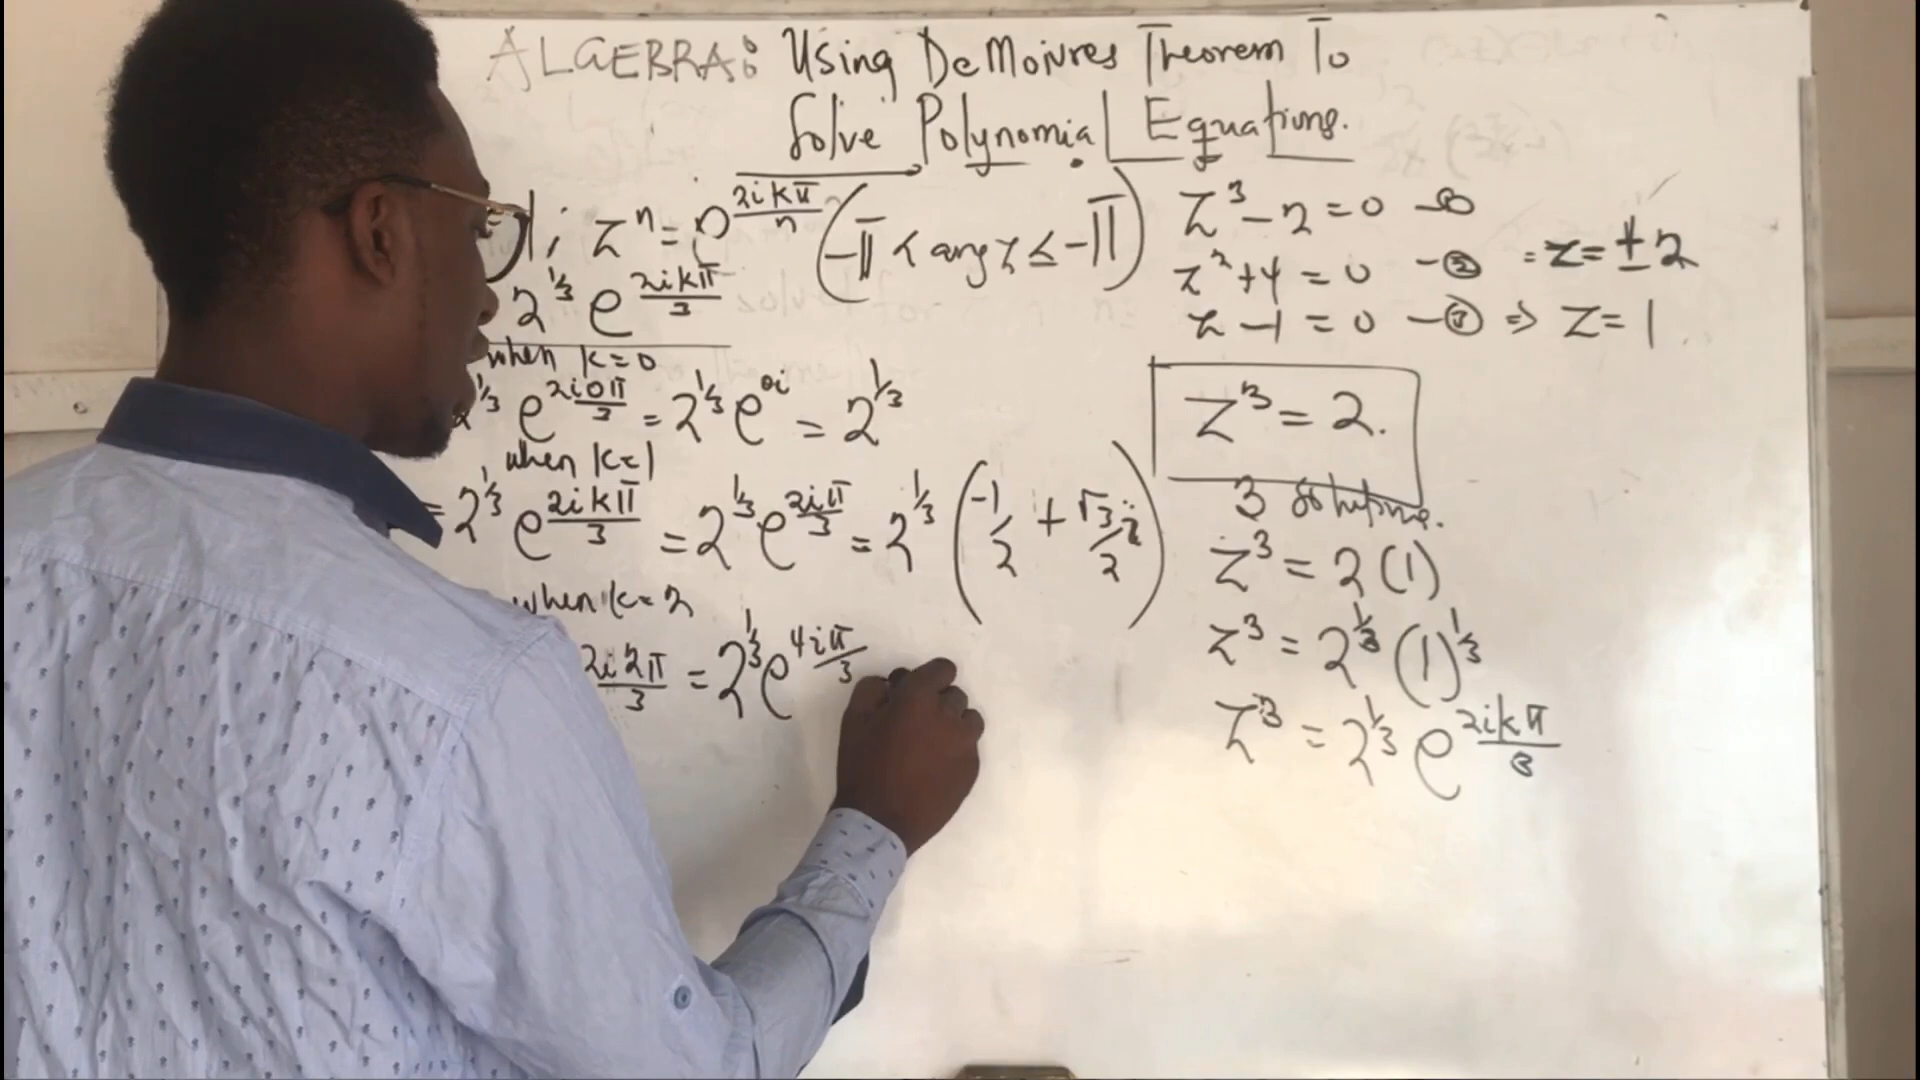 ALGEBRA: Using DeMoivres Theorem To
Solve Polynomial Equations.
1; z^n = e^{2ikπ/n} (-π < arg z ≤ -π)
2^{1/3} e^{2ikπ/3}
when k=0
2^{1/3} e^{2i0π/3} = 2^{1/3} e^{0i} = 2^{1/3}
when k=1
= 2^{1/3} e^{2ikπ/3} = 2^{1/3} e^{2iπ/3} = 2^{1/3} (-1/2 + √3/2 i)
when k=2
2i2π/3 = 2^{1/3} e^{4iπ/3}
z^3 - 2 = 0 -①
z^2 + 4 = 0 -② = z = ±2
z - 1 = 0 -③ ⇒ z = 1
z^3 = 2.
3 solutions.
z^3 = 2(1)
z^3 = 2^{1/3} (1)^{1/3}
z^3 = 2^{1/3} e^{2ikπ/3}